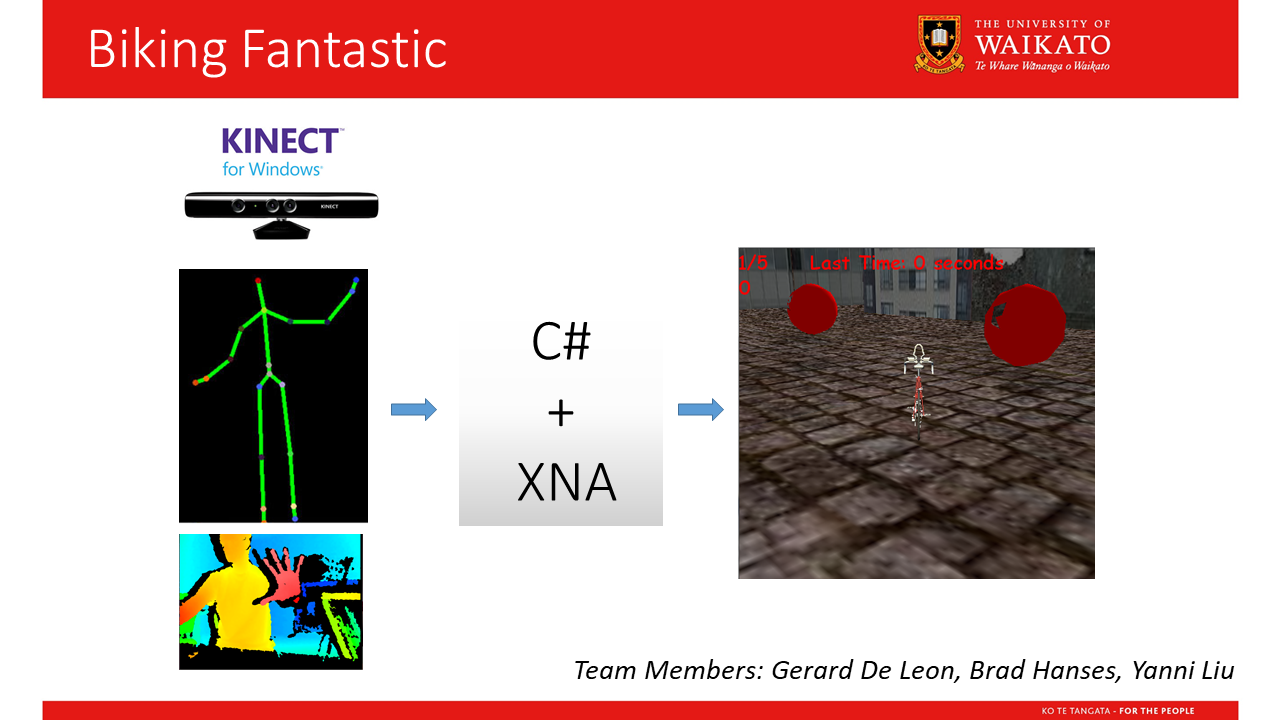 Biking Fantastic
THE UNIVERSITY OF
WAIKATO
Te Whare Wānanga o Waikato
KINECT™
for Windows®
KINECT
C#
+
XNA
1/5 Last Time: 0 seconds
0
Team Members: Gerard De Leon, Brad Hanses, Yanni Liu
KO TE TANGATA - FOR THE PEOPLE